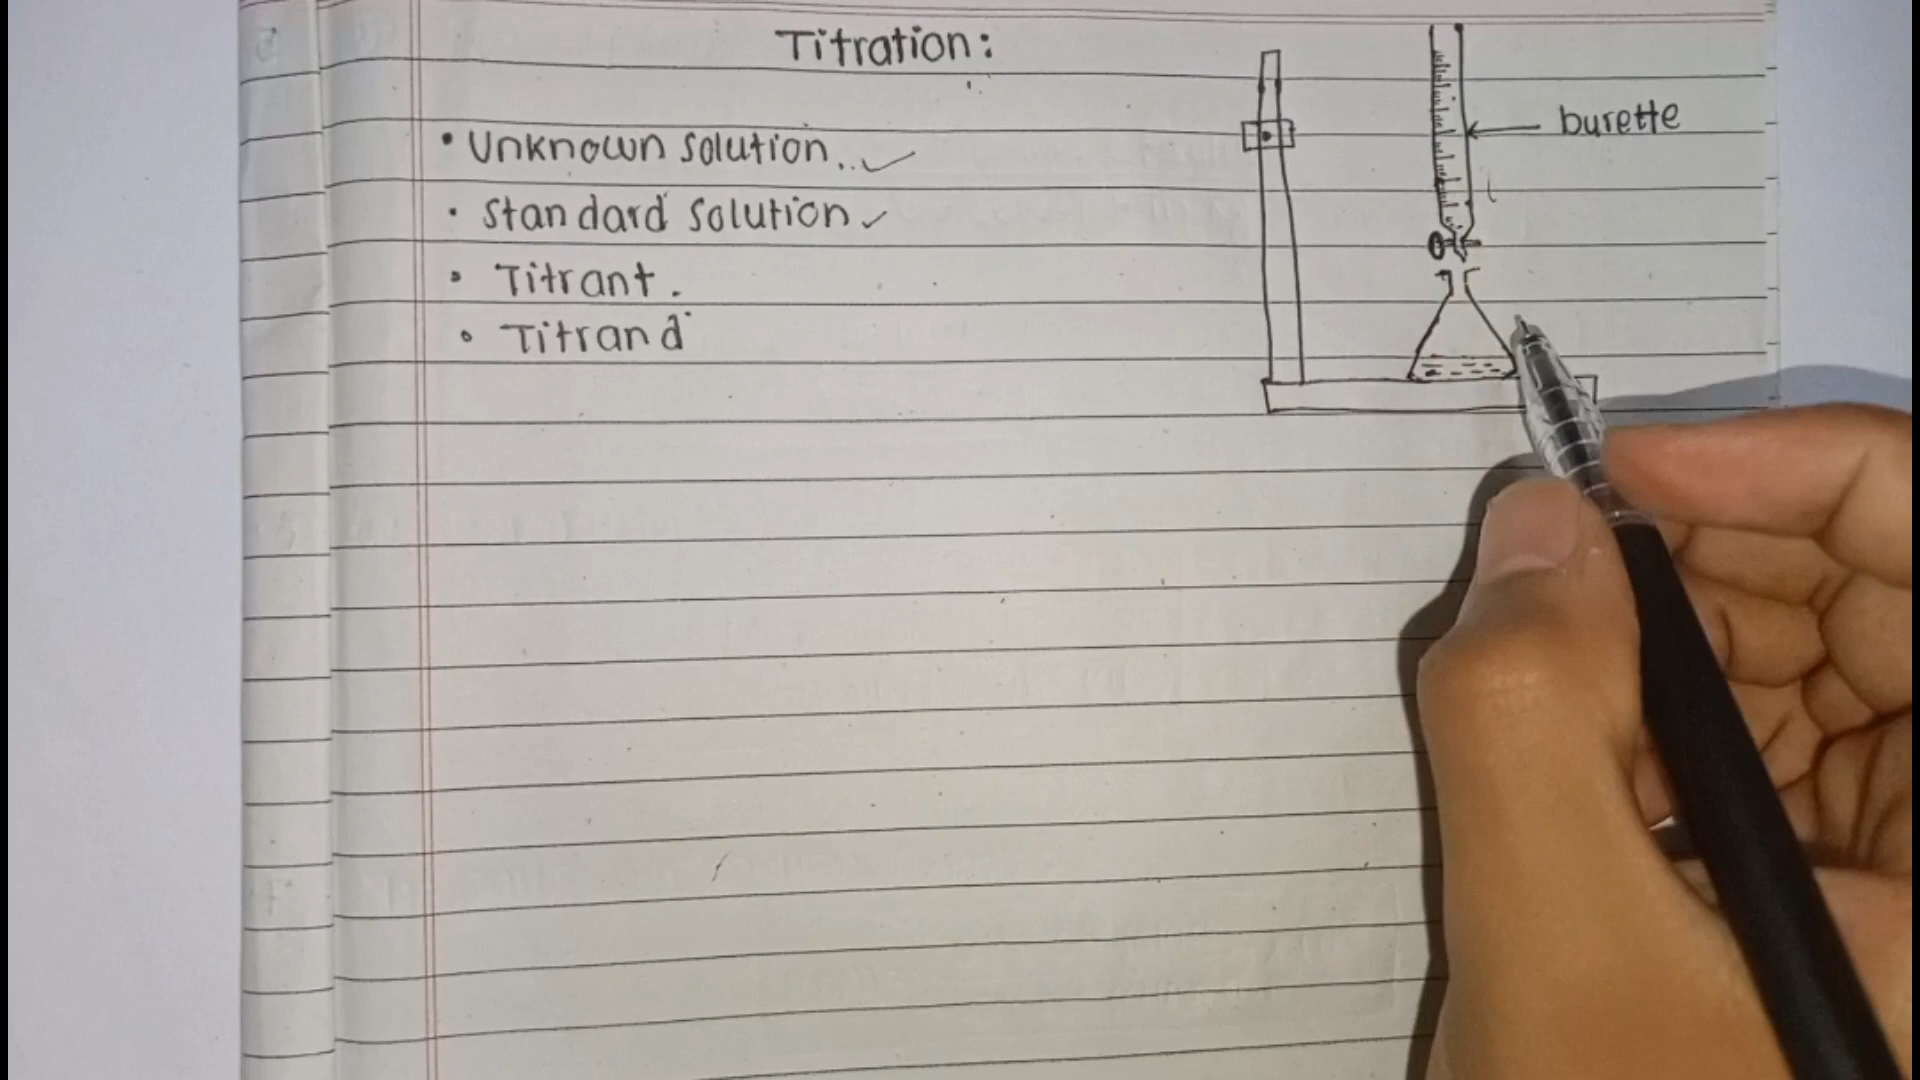 Titration:
• Unknown solution..✓
• Standard solution ✓
• Titrant.
• Titrand
burette